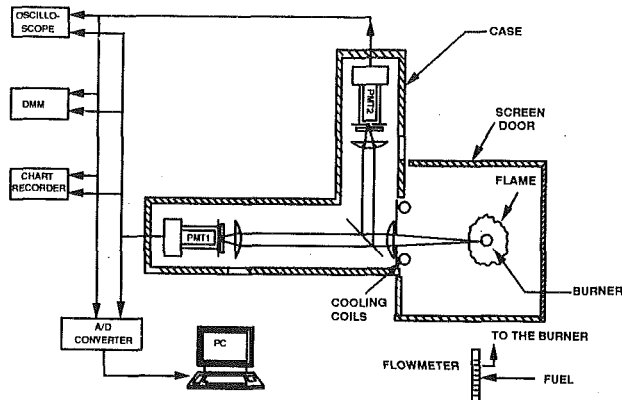 OSCILLO-
SCOPE
CASE
DMM
PMT2
SCREEN
DOOR
CHART
RECORDER
FLAME
PMT1
COOLING
COILS
BURNER
A/D
CONVERTER
PC
TO THE BURNER
FLOWMETER
FUEL